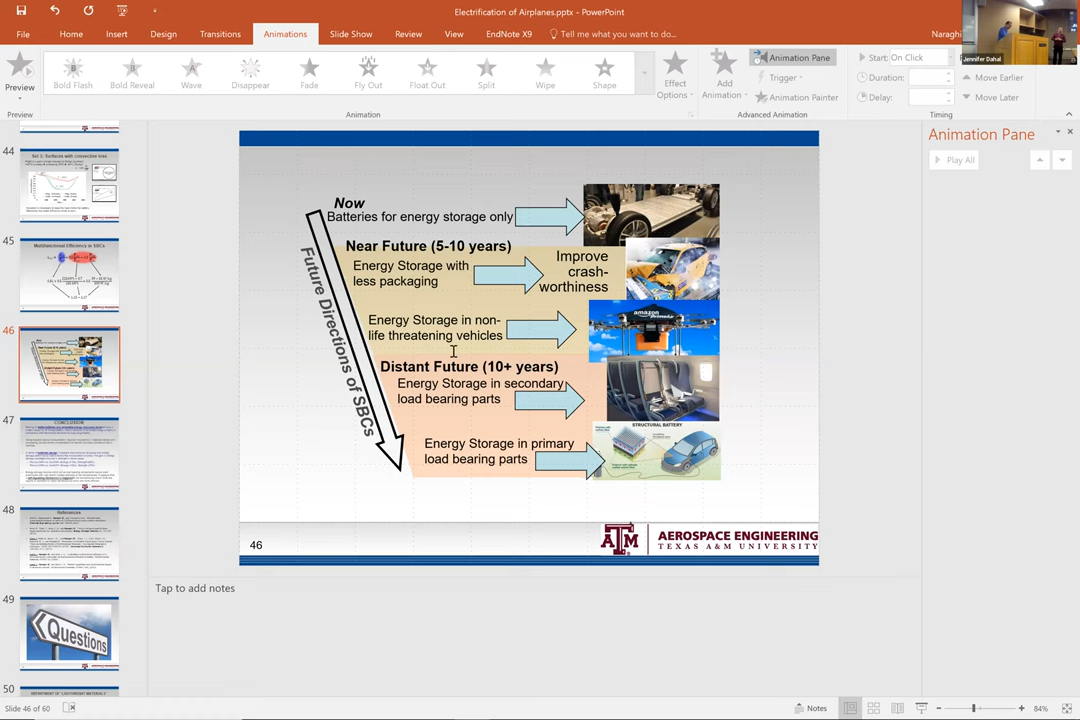 Electrification of Airplanes.pptx - PowerPoint
File Home Insert Design Transitions Animations Slide Show Review View EndNote X9 Tell me what you want to do...
Naraghi
Jennifer Dahal
Preview
Bold Flash Bold Reveal Wave Disappear Fade Fly Out Float Out Split Wipe Shape
Effect Options
Add Animation
Animation Pane
Trigger
Animation Painter
Start: On Click
Duration:
Delay:
Move Earlier
Move Later
Preview Animation Advanced Animation Timing
44
Set 3: Surfaces with convective loss
45
Multifunctional Efficiency in SBCs
46
47
CONCLUSION
48
References
49
Questions
50
Now
Batteries for energy storage only
Near Future (5-10 years)
Energy Storage with
less packaging
Improve
crash-
worthiness
Energy Storage in non-
life threatening vehicles
amazon
Distant Future (10+ years)
Energy Storage in secondary
load bearing parts
Energy Storage in primary
load bearing parts
STRUCTURAL BATTERY
Future Directions of SBCs
46
ATM
AEROSPACE ENGINEERING
TEXAS A&M UNIVERSITY
Tap to add notes
Animation Pane
Play All
Slide 46 of 60
Notes
84%